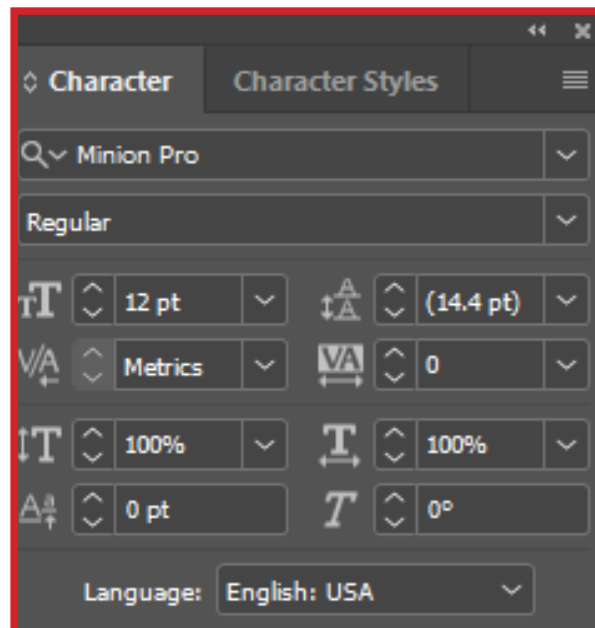 Character Character Styles
Minion Pro
Regular
12 pt (14.4 pt)
Metrics 0
100% 100%
0 pt 0°
Language: English: USA